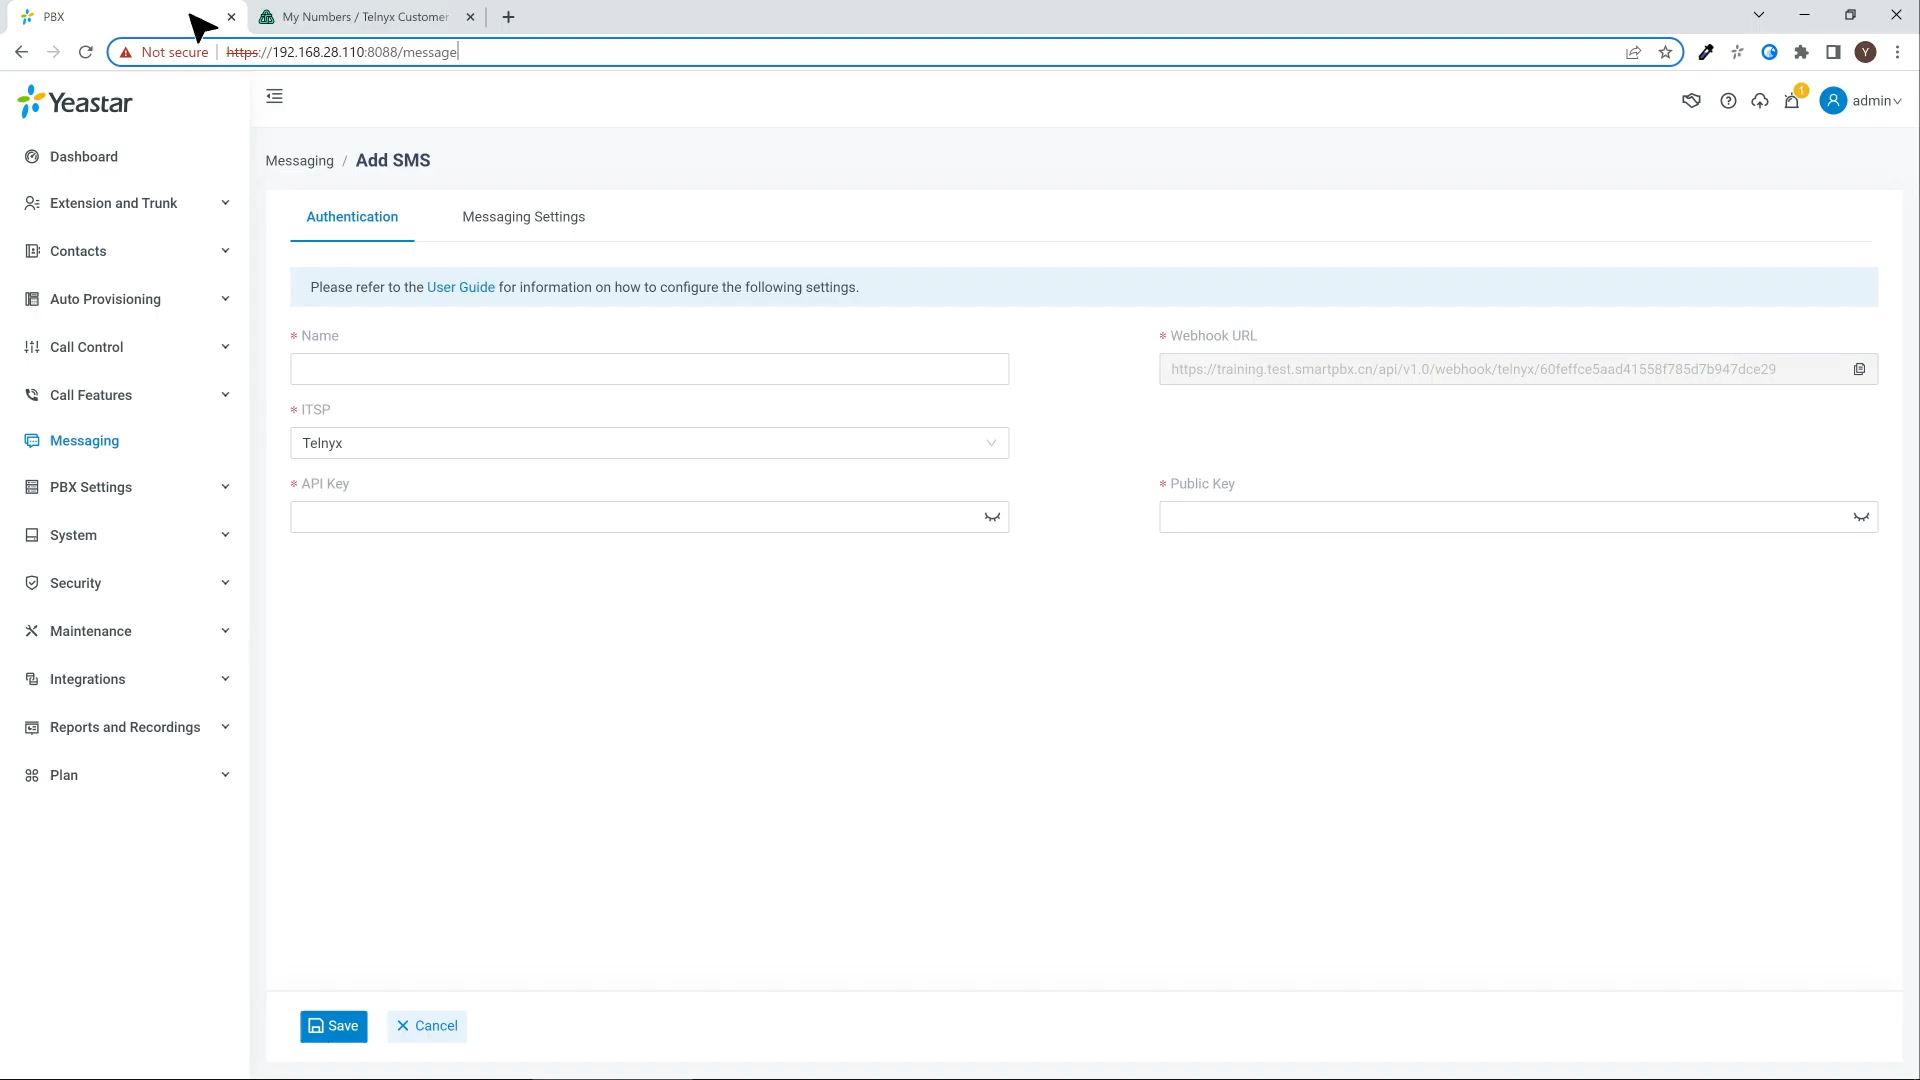 PBX
My Numbers / Telnyx Customer
Not secure
https://192.168.28.110:8088/message
Yeastar
1
admin
Dashboard
Extension and Trunk
Contacts
Auto Provisioning
Call Control
Call Features
Messaging
PBX Settings
System
Security
Maintenance
Integrations
Reports and Recordings
Plan
Messaging / Add SMS
Authentication
Messaging Settings
Please refer to the User Guide for information on how to configure the following settings.
* Name
* Webhook URL
https://training.test.smartpbx.cn/api/v1.0/webhook/telnyx/60feffce5aad41558f785d7b947dce29
* ITSP
Telnyx
* API Key
* Public Key
Save
Cancel
Y